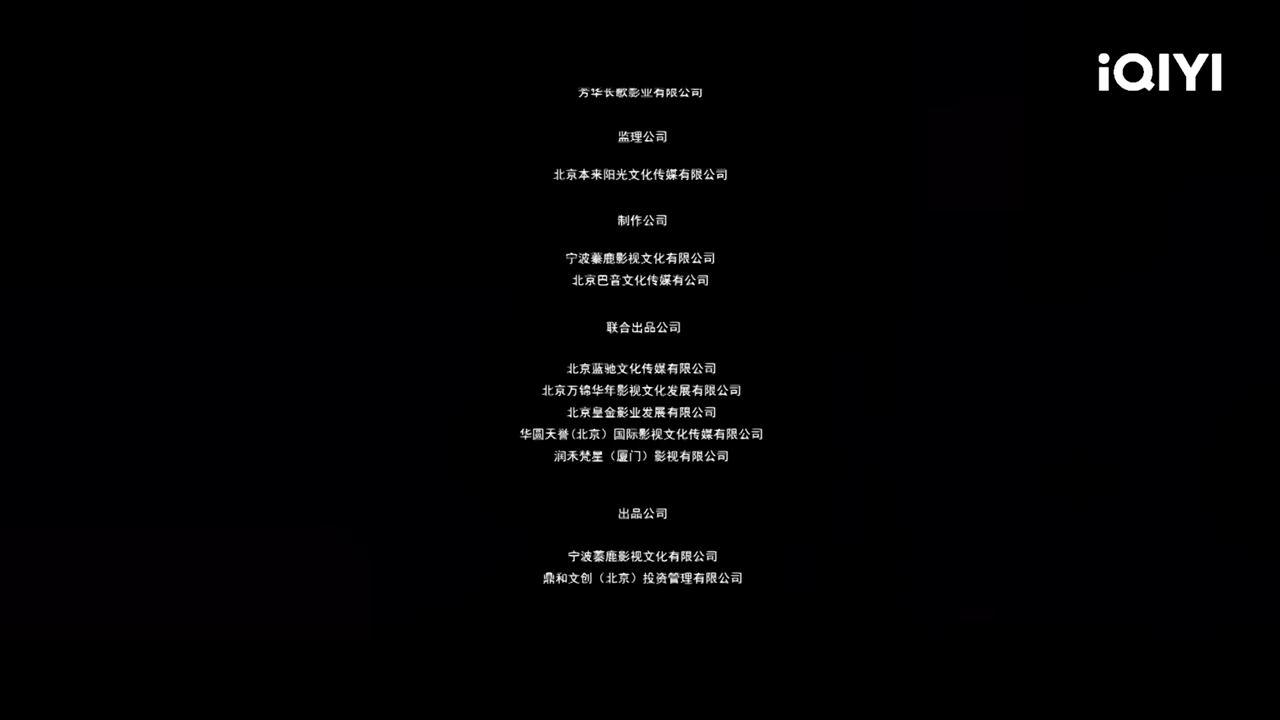 iQIYI
芳华长歌影业有限公司
监理公司
北京本来阳光文化传媒有限公司
制作公司
宁波蓁鹿影视文化有限公司
北京巴音文化传媒有公司
联合出品公司
北京蓝驰文化传媒有限公司
北京万锦华年影视文化发展有限公司
北京皇金影业发展有限公司
华圆天誉(北京）国际影视文化传媒有限公司
润禾梵星（厦门）影视有限公司
出品公司
宁波蓁鹿影视文化有限公司
鼎和文创（北京）投资管理有限公司